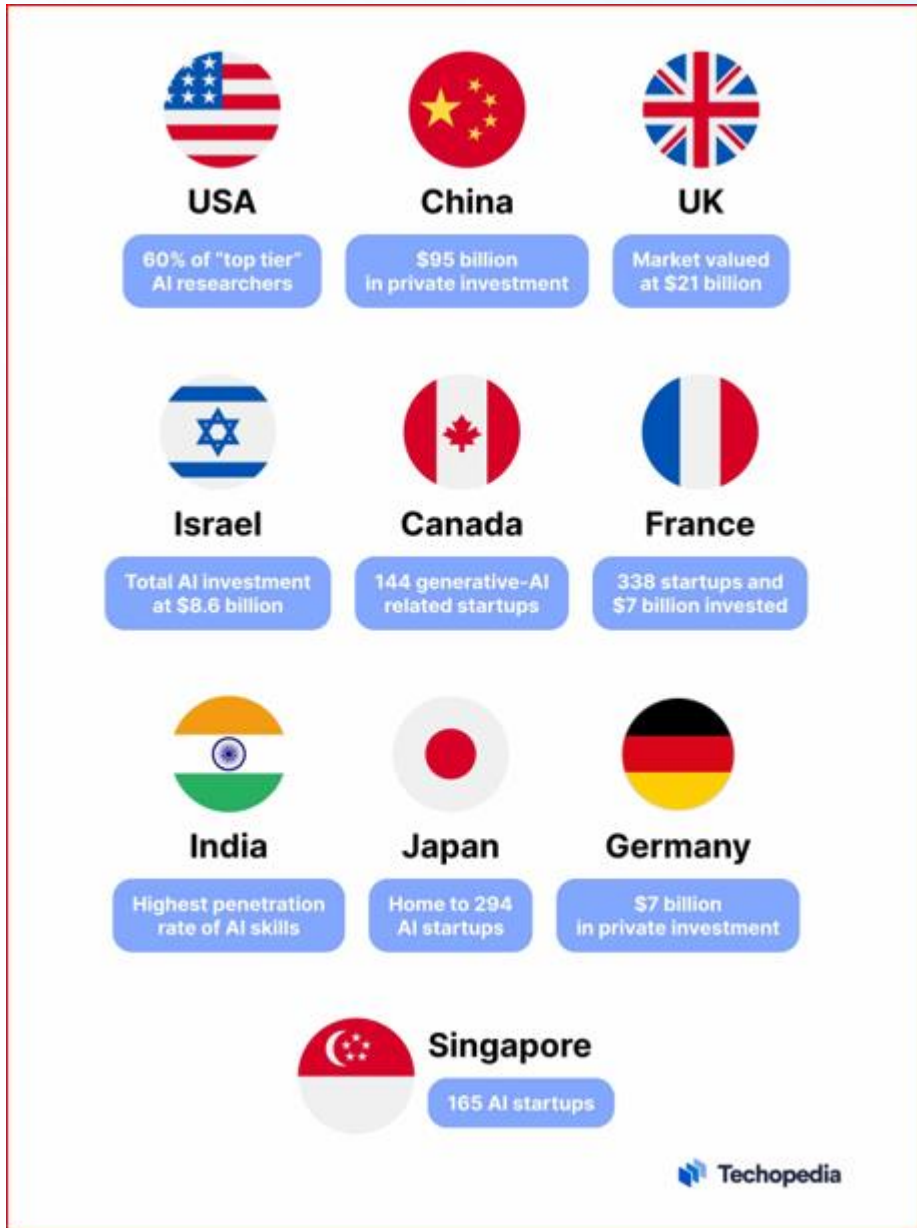 USA
60% of "top tier"
AI researchers
China
$95 billion
in private investment
UK
Market valued
at $21 billion
Israel
Total AI investment
at $8.6 billion
Canada
144 generative-AI
related startups
France
338 startups and
$7 billion invested
India
Highest penetration
rate of AI skills
Japan
Home to 294
AI startups
Germany
$7 billion
in private investment
Singapore
165 AI startups
Techopedia